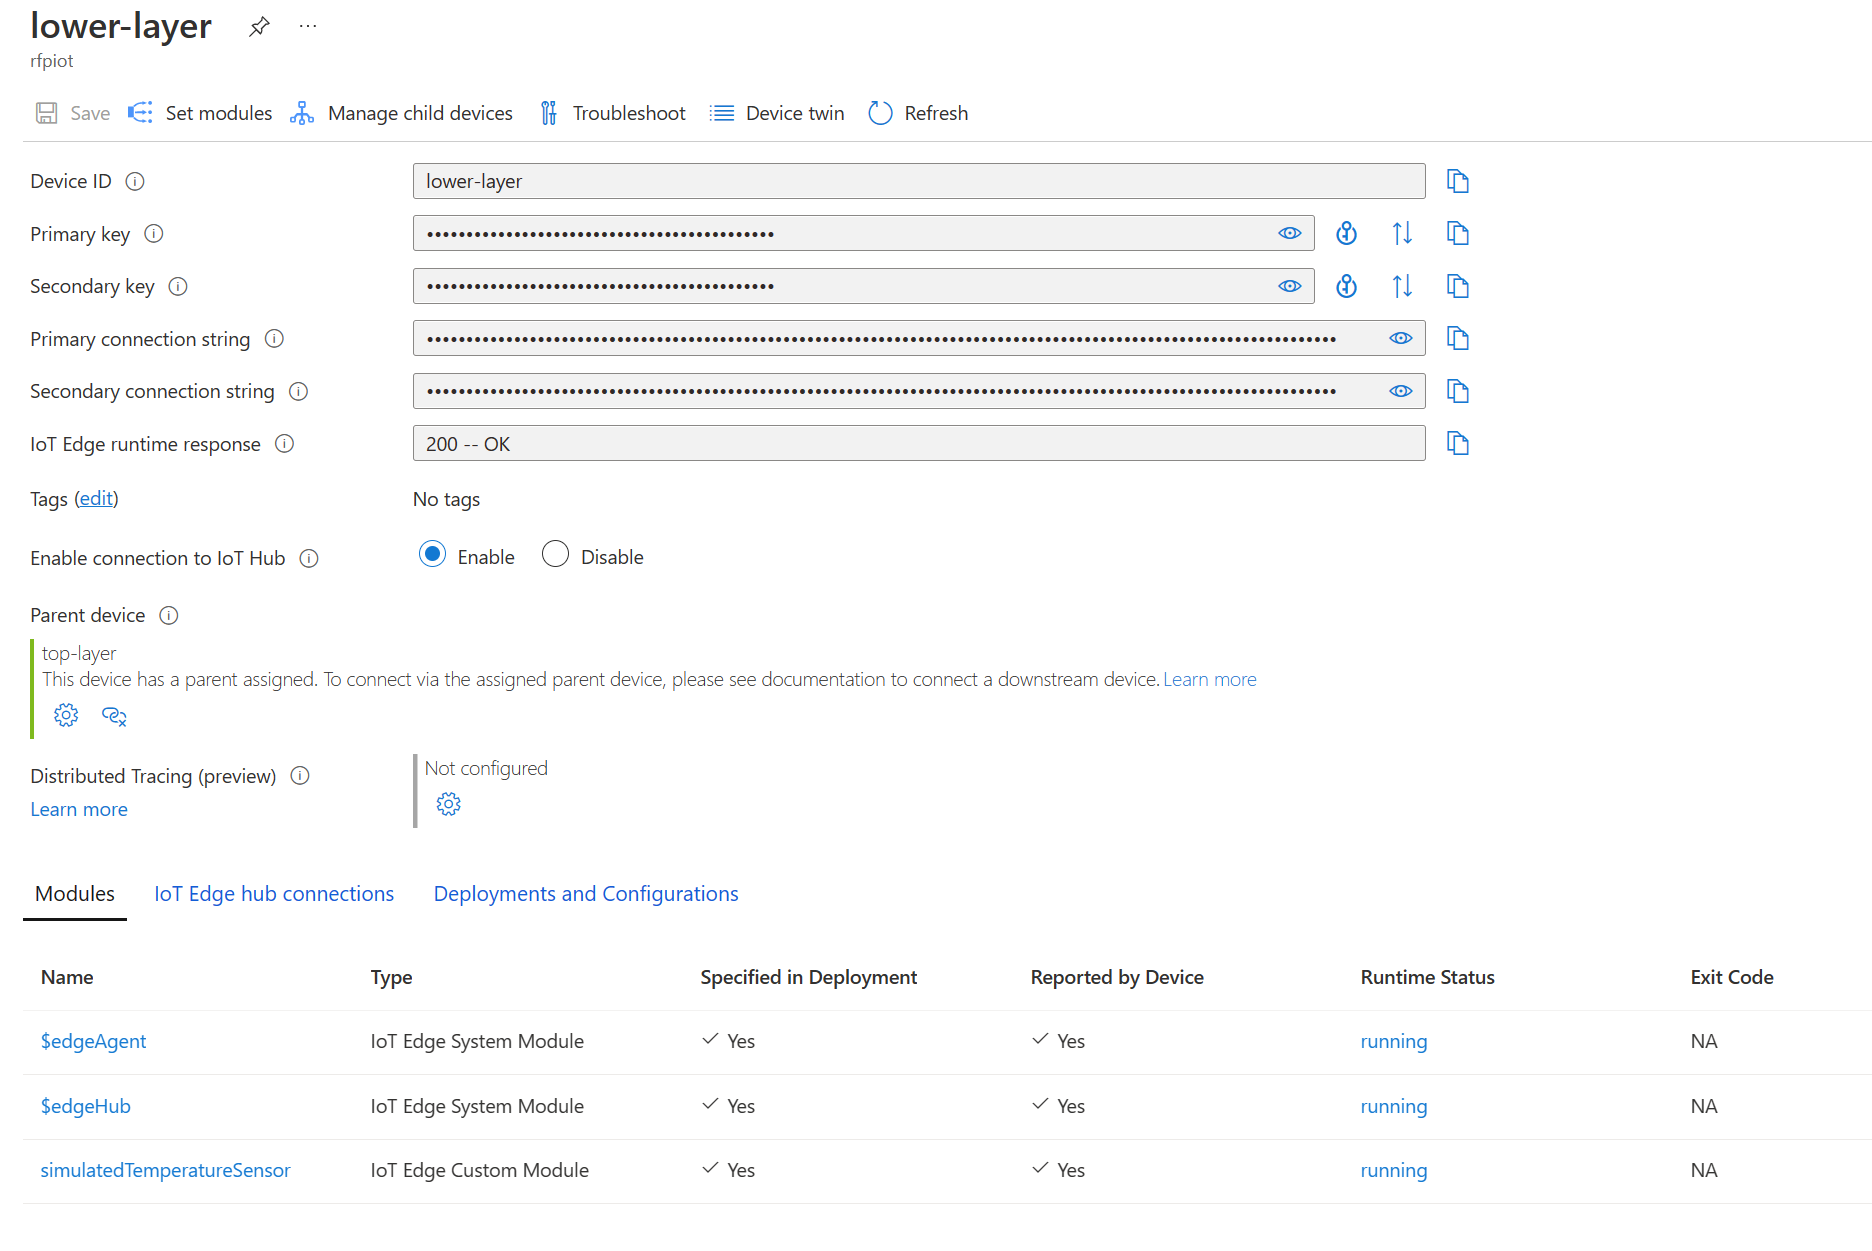 lower-layer
rfpiot
Save Set modules Manage child devices Troubleshoot Device twin Refresh
Device ID lower-layer
Primary key ••••••••••••••••••••••••••••••••••••••••••••
Secondary key ••••••••••••••••••••••••••••••••••••••••••••
Primary connection string
Secondary connection string
IoT Edge runtime response 200 -- OK
Tags (edit) No tags
Enable connection to IoT Hub Enable Disable
Parent device
top-layer
This device has a parent assigned. To connect via the assigned parent device, please see documentation to connect a downstream device. Learn more
Distributed Tracing (preview) Not configured
Learn more
Modules IoT Edge hub connections Deployments and Configurations
Name Type Specified in Deployment Reported by Device Runtime Status Exit Code
$edgeAgent IoT Edge System Module Yes Yes running NA
$edgeHub IoT Edge System Module Yes Yes running NA
simulatedTemperatureSensor IoT Edge Custom Module Yes Yes running NA